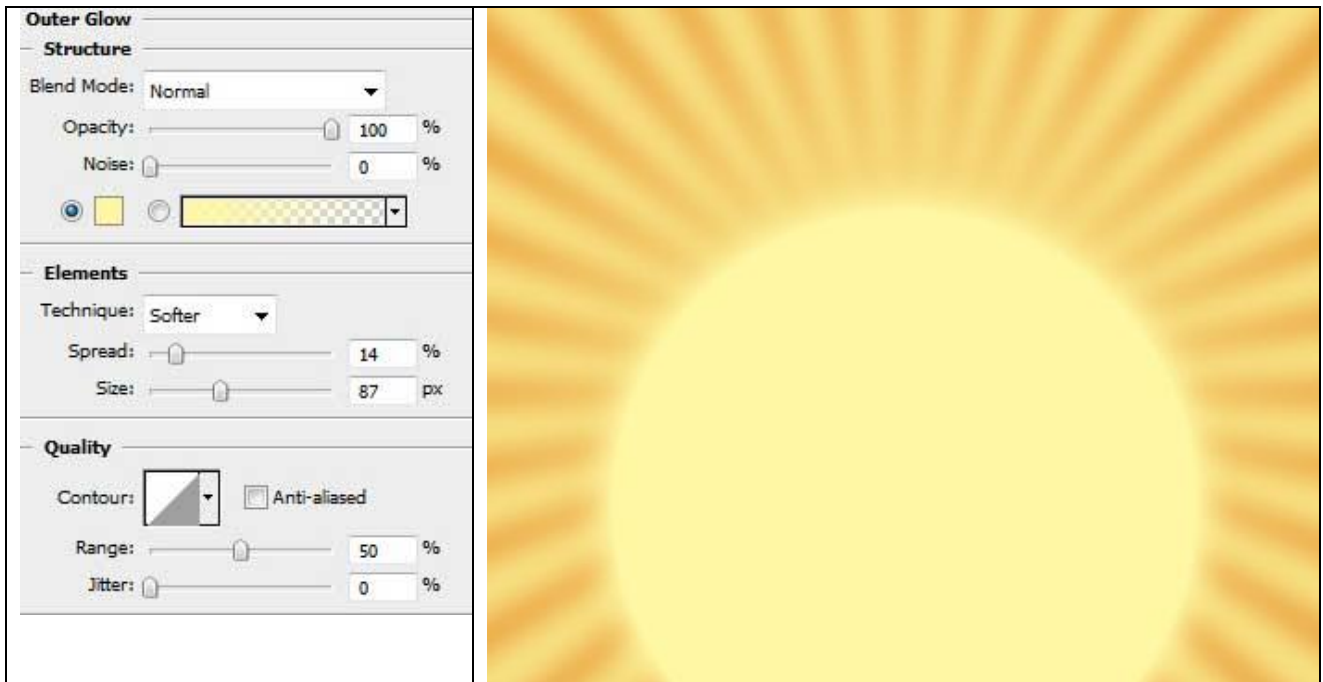 Outer Glow
Structure
Blend Mode: Normal
Opacity: 100 %
Noise: 0 %
Elements
Technique: Softer
Spread: 14 %
Size: 87 px
Quality
Contour: Anti-aliased
Range: 50 %
Jitter: 0 %